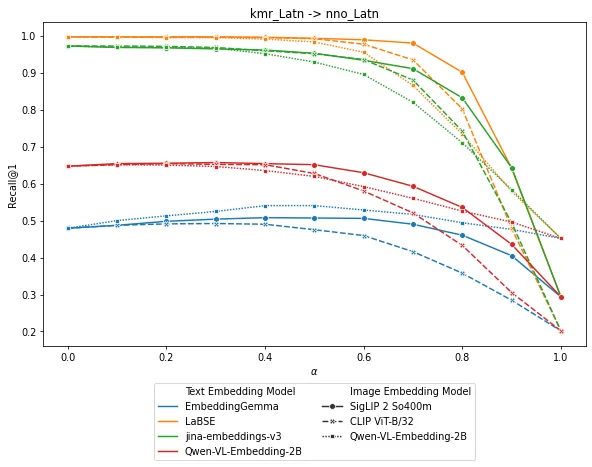 kmr_Latn -> nno_Latn
Recall@1
1.0
0.9
0.8
0.7
0.6
0.5
0.4
0.3
0.2
0.0 0.2 0.4 0.6 0.8 1.0
α
Text Embedding Model
EmbeddingGemma
LaBSE
jina-embeddings-v3
Qwen-VL-Embedding-2B
Image Embedding Model
SigLIP 2 So400m
CLIP ViT-B/32
Qwen-VL-Embedding-2B